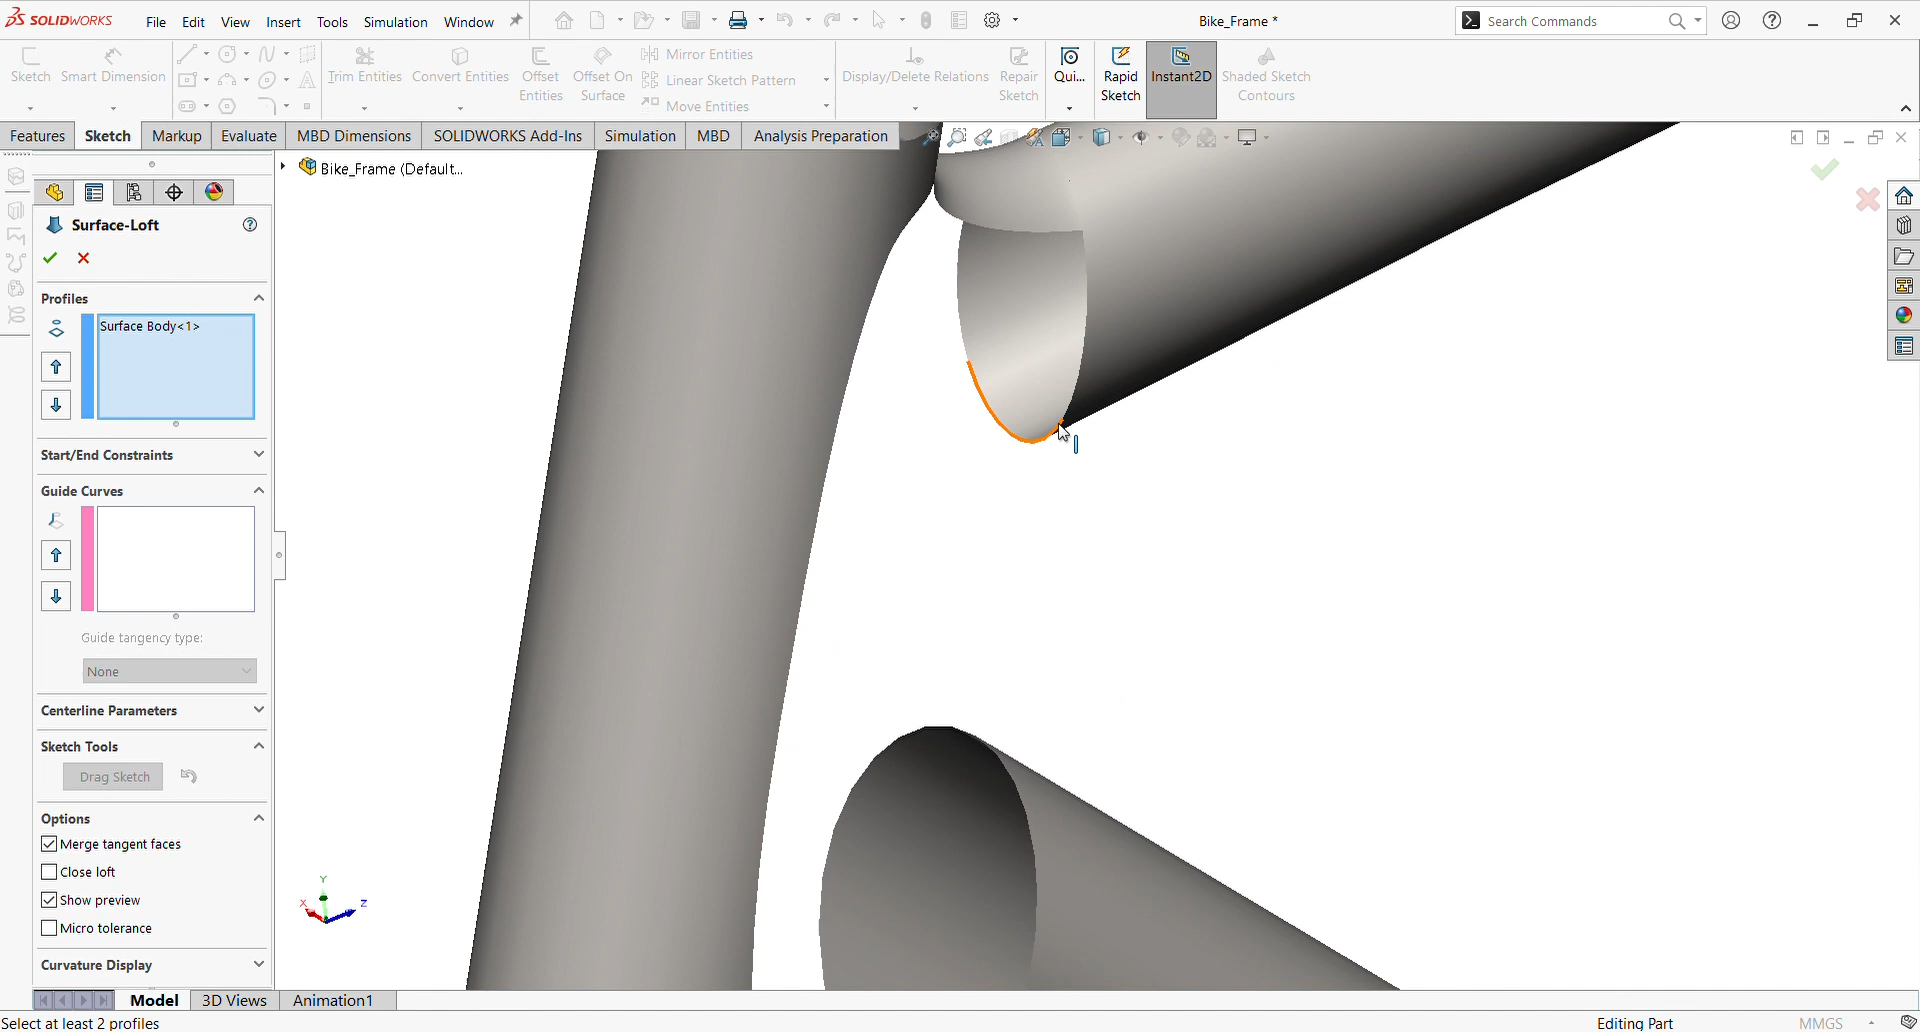 SOLIDWORKS File Edit View Insert Tools Simulation Window Bike_Frame * Search Commands
Sketch Smart Dimension Trim Entities Convert Entities Offset Entities Offset On Surface Mirror Entities
Linear Sketch Pattern
Move Entities
Display/Delete Relations Repair Sketch Qui... Rapid Sketch Instant2D Shaded Sketch Contours
Features Sketch Markup Evaluate MBD Dimensions SOLIDWORKS Add-Ins Simulation MBD Analysis Preparation
Bike_Frame (Default...
Surface-Loft
Profiles
Surface Body<1>
Start/End Constraints
Guide Curves
Guide tangency type:
None
Centerline Parameters
Sketch Tools
Drag Sketch
Options
Merge tangent faces
Close loft
Show preview
Micro tolerance
Curvature Display
Y
X
Z
Model 3D Views Animation1
Select at least 2 profiles Editing Part MMGS